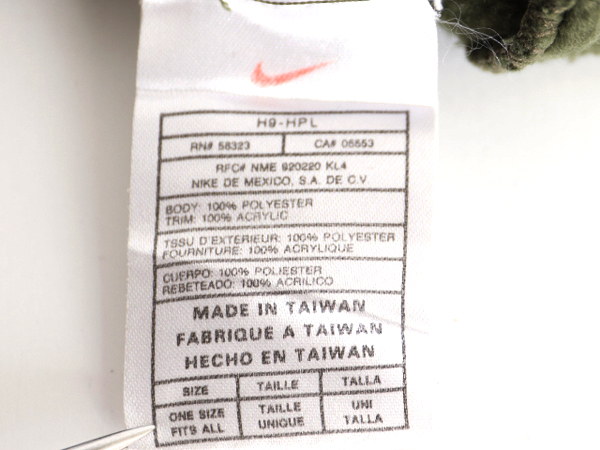 H9-HPL
RN# 56323 CA# 05553
RFC# NME 920220 KL4
NIKE DE MEXICO, S.A. DE C.V
BODY: 100% POLYESTER
TRIM: 100% ACRYLIC
TSSU D'EXTERIEUR: 100% POLYESTER
FOURNITURE: 100% ACRYLIQUE
CUERPO: 100% POLIESTER
REBETEADO: 100% ACRILICO
MADE IN TAIWAN
FABRIQUE A TAIWAN
HECHO EN TAIWAN
SIZE TAILLE TALLA
ONE SIZE TAILLE UNI
FITS ALL UNIQUE TALLA